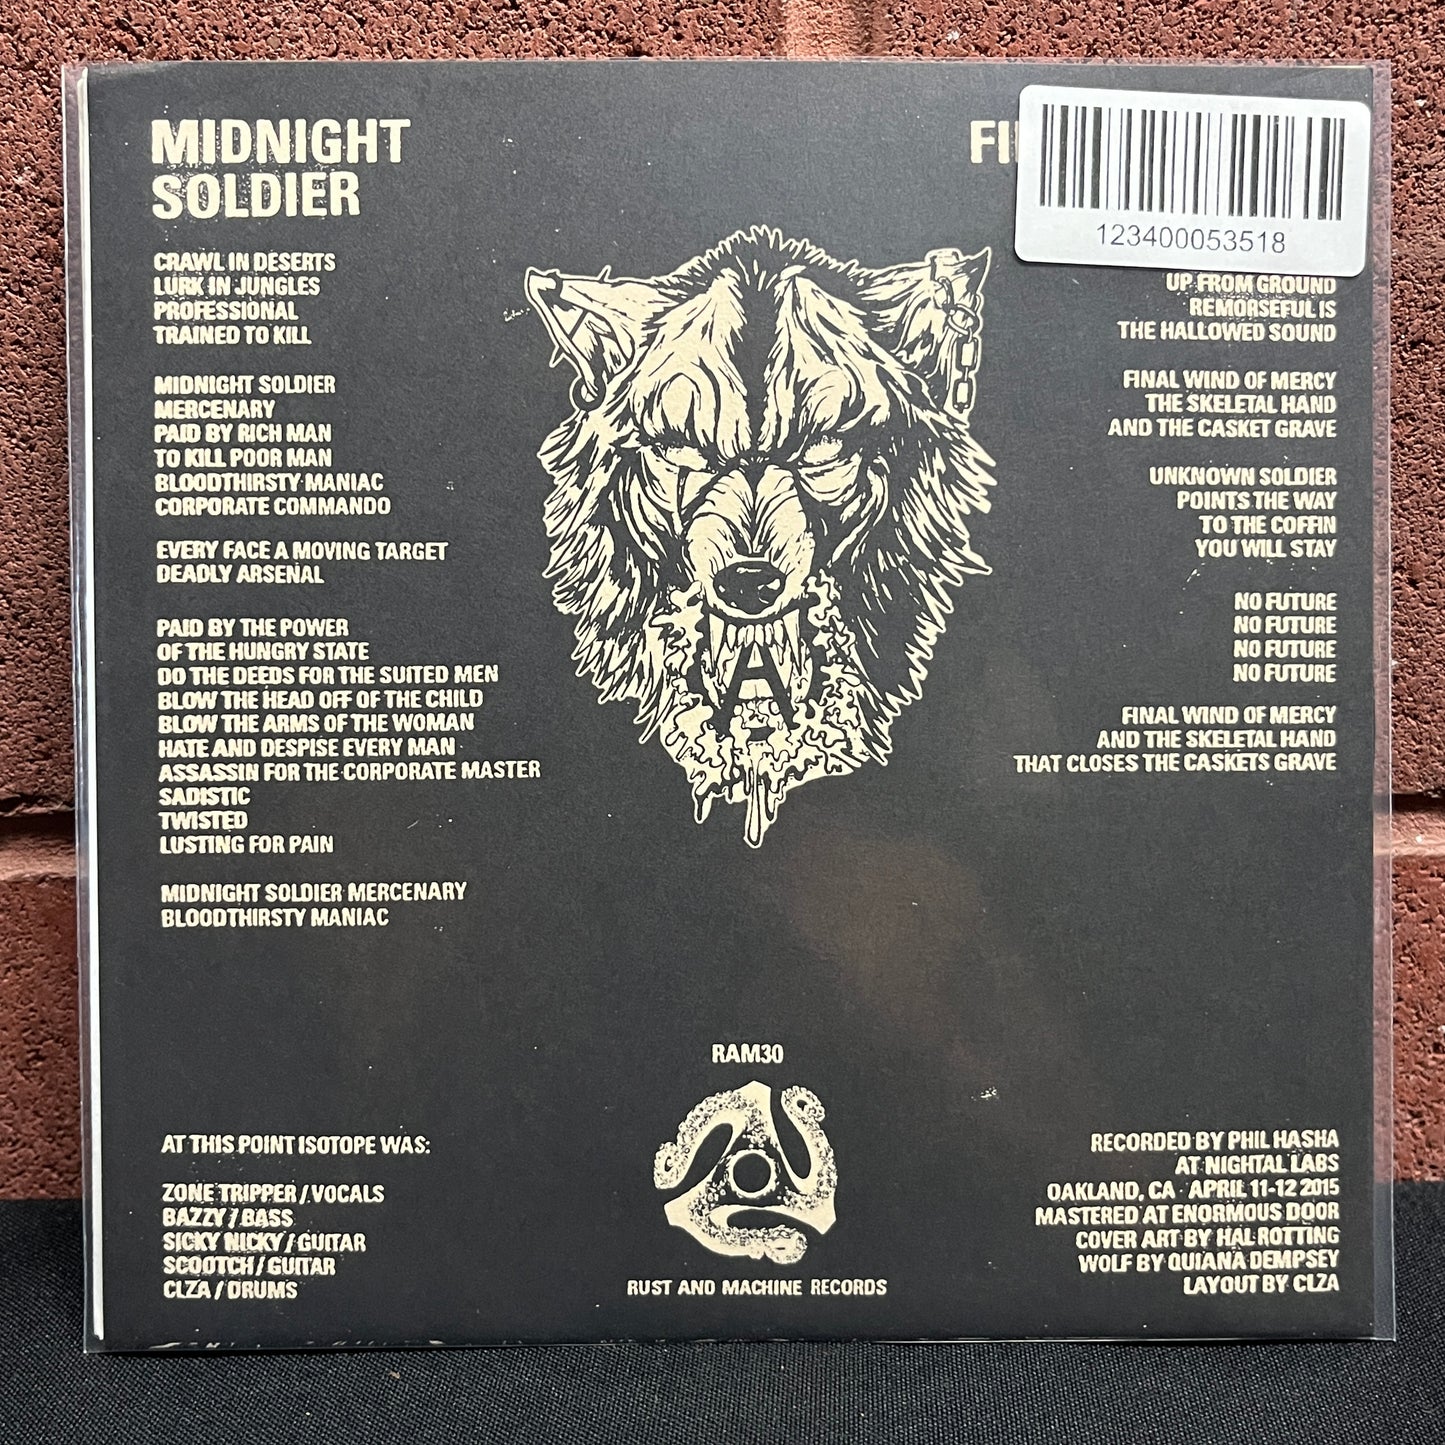 MIDNIGHT
SOLDIER
CRAWL IN DESERTS
LURK IN JUNGLES
PROFESSIONAL
TRAINED TO KILL
MIDNIGHT SOLDIER
MERCENARY
PAID BY RICH MAN
TO KILL POOR MAN
BLOODTHIRSTY MANIAC
CORPORATE COMMANDO
EVERY FACE A MOVING TARGET
DEADLY ARSENAL
PAID BY THE POWER
OF THE HUNGRY STATE
DO THE DEEDS FOR THE SUITED MEN
BLOW THE HEAD OFF OF THE CHILD
BLOW THE ARMS OF THE WOMAN
HATE AND DESPISE EVERY MAN
ASSASSIN FOR THE CORPORATE MASTER
SADISTIC
TWISTED
LUSTING FOR PAIN
MIDNIGHT SOLDIER MERCENARY
BLOODTHIRSTY MANIAC
AT THIS POINT ISOTOPE WAS:
ZONE TRIPPER / VOCALS
BAZZY / BASS
SICKY NICKY / GUITAR
SCOOTCH / GUITAR
CLZA / DRUMS
A
RAM30
RUST AND MACHINE RECORDS
123400053518
UP FROM GROUND
REMORSEFUL IS
THE HALLOWED SOUND
FINAL WIND OF MERCY
THE SKELETAL HAND
AND THE CASKET GRAVE
UNKNOWN SOLDIER
POINTS THE WAY
TO THE COFFIN
YOU WILL STAY
NO FUTURE
NO FUTURE
NO FUTURE
NO FUTURE
FINAL WIND OF MERCY
AND THE SKELETAL HAND
THAT CLOSES THE CASKETS GRAVE
RECORDED BY PHIL HASHA
AT NIGHTAL LABS
OAKLAND, CA - APRIL 11-12 2015
MASTERED AT ENORMOUS DOOR
COVER ART BY HAL ROTTING
WOLF BY QUIANA DEMPSEY
LAYOUT BY CLZA